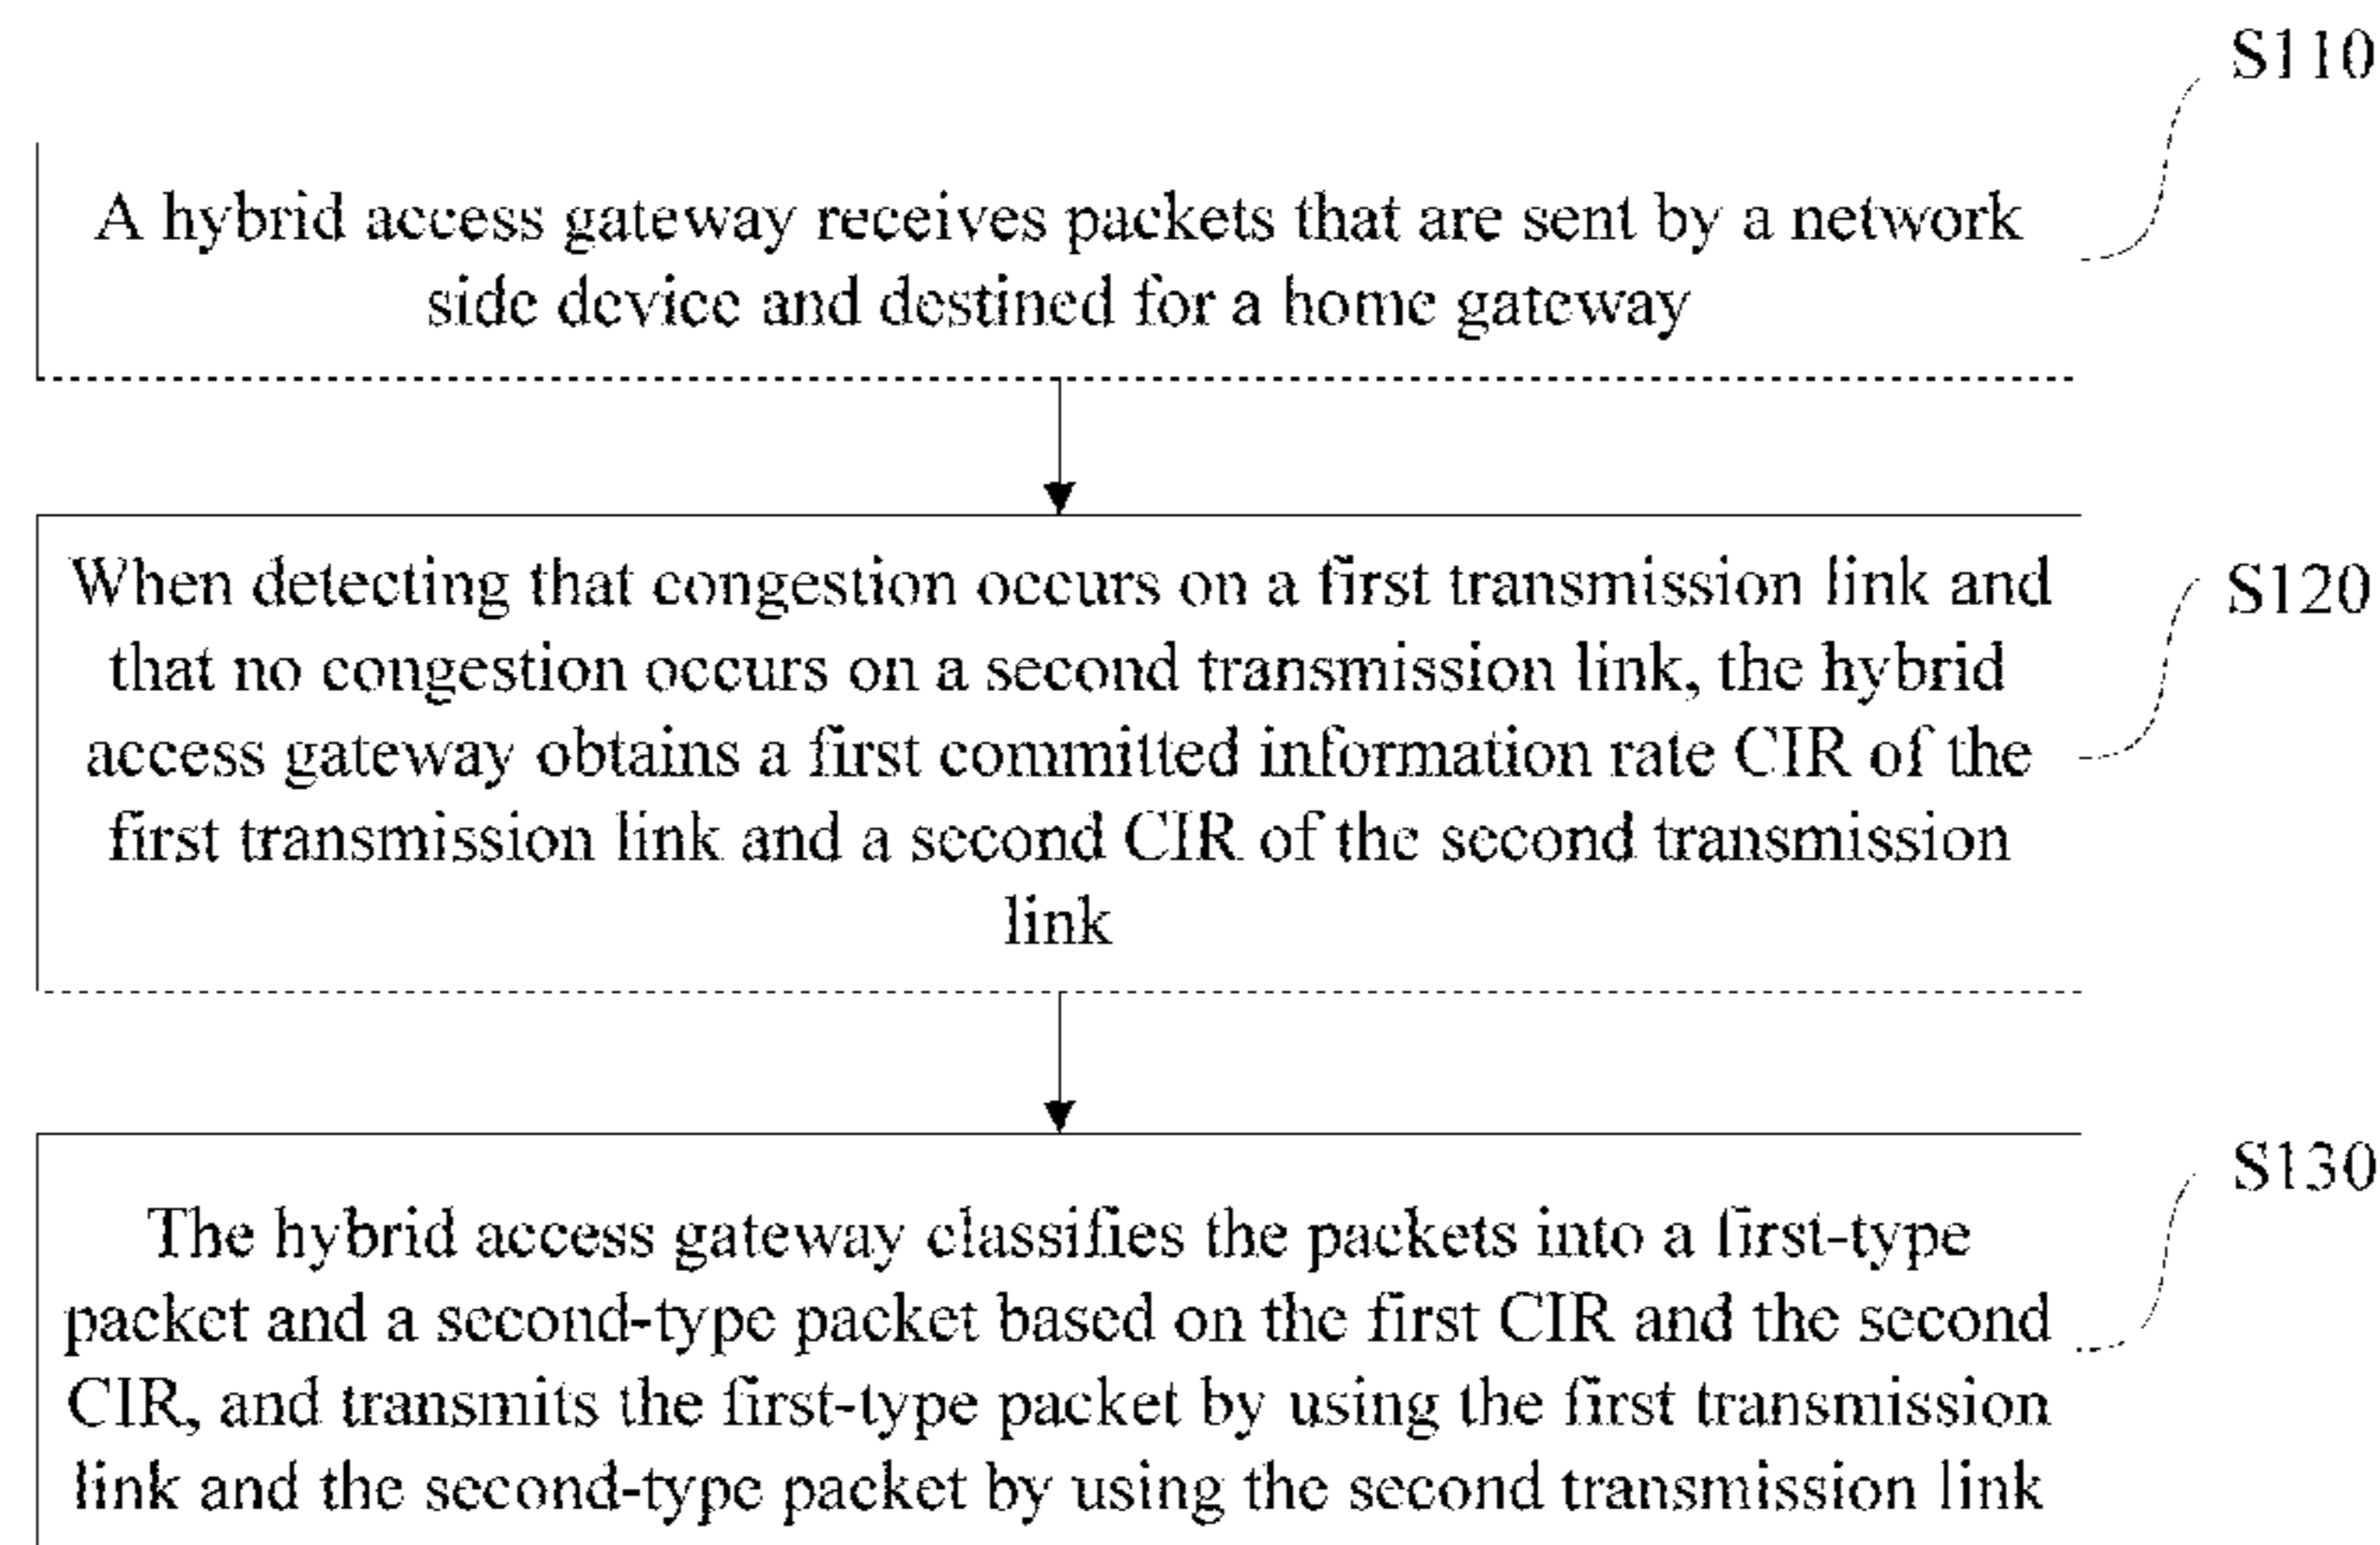 S110
A hybrid access gateway receives packets that are sent by a network
side device and destined for a home gateway
When detecting that congestion occurs on a first transmission link and
that no congestion occurs on a second transmission link, the hybrid
access gateway obtains a first committed information rate CIR of the
first transmission link and a second CIR of the second transmission
link
S120
The hybrid access gateway classifies the packets into a first-type
packet and a second-type packet based on the first CIR and the second
CIR, and transmits the first-type packet by using the first transmission
link and the second-type packet by using the second transmission link
S130